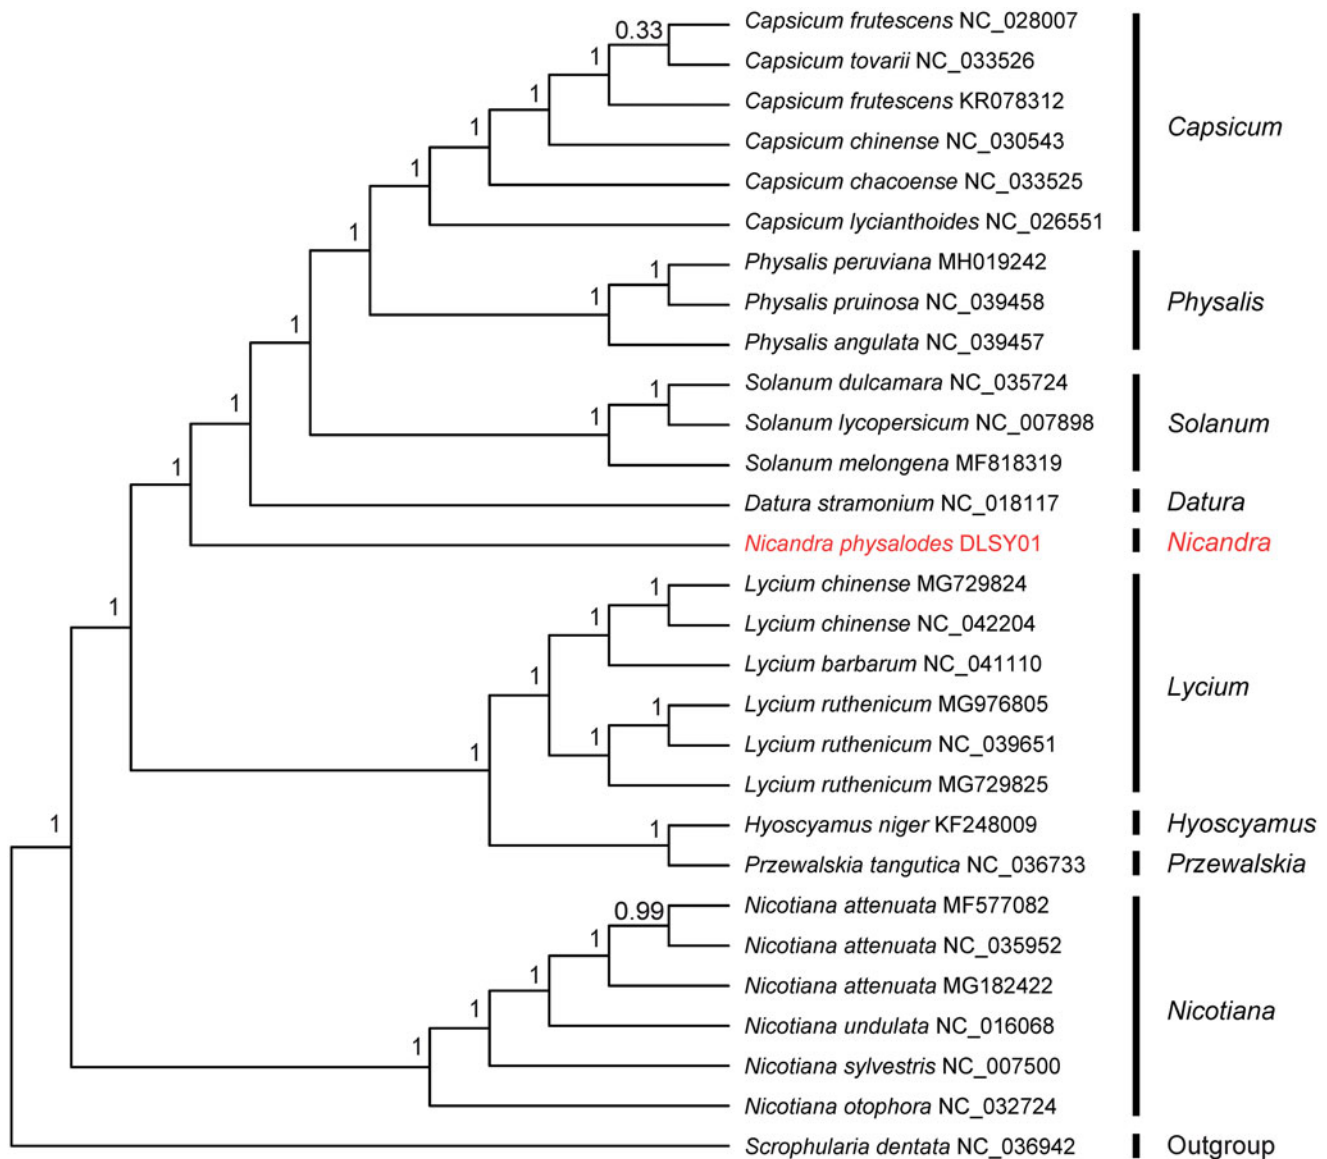 0.33
Capsicum frutescens NC_028007
1
Capsicum tovarii NC_033526
1
Capsicum frutescens KR078312
1
Capsicum chinense NC_030543
Capsicum
1
Capsicum chacoense NC_033525
1
Capsicum lycianthoides NC_026551
1
1
Physalis peruviana MH019242
1
Physalis pruinosa NC_039458
Physalis
1
Physalis angulata NC_039457
1
Solanum dulcamara NC_035724
1
1
Solanum lycopersicum NC_007898
Solanum
1
Solanum melongena MF818319
Datura stramonium NC_018117
Datura
Nicandra physalodes DLSY01
Nicandra
1
1
Lycium chinense MG729824
1
Lycium chinense NC_042204
1
Lycium barbarum NC_041110
Lycium
1
Lycium ruthenicum MG976805
1
Lycium ruthenicum NC_039651
1
Lycium ruthenicum MG729825
1
1
Hyoscyamus niger KF248009
Hyoscyamus
Przewalskia tangutica NC_036733
Przewalskia
0.99
Nicotiana attenuata MF577082
1
Nicotiana attenuata NC_035952
1
Nicotiana attenuata MG182422
Nicotiana
1
Nicotiana undulata NC_016068
1
Nicotiana sylvestris NC_007500
Nicotiana otophora NC_032724
Scrophularia dentata NC_036942
Outgroup